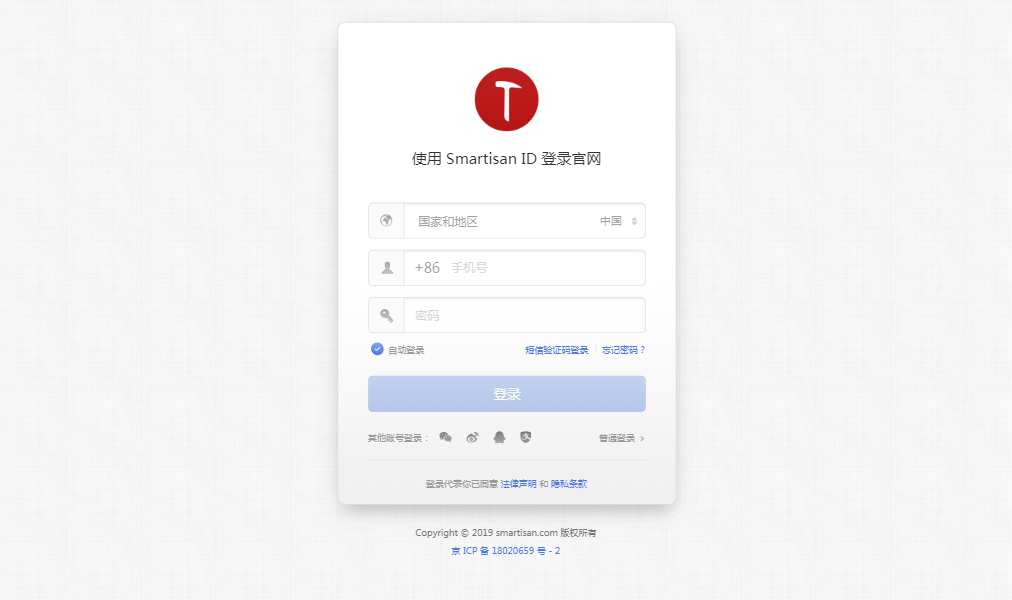 使用 Smartisan ID 登录官网
国家和地区 中国
+86 手机号
密码
自动登录 短信验证码登录 忘记密码？
登录
其他账号登录： 普通登录 >
登录代表你已同意 法律声明 和 隐私条款
Copyright © 2019 smartisan.com 版权所有
京 ICP 备 18020659 号 - 2